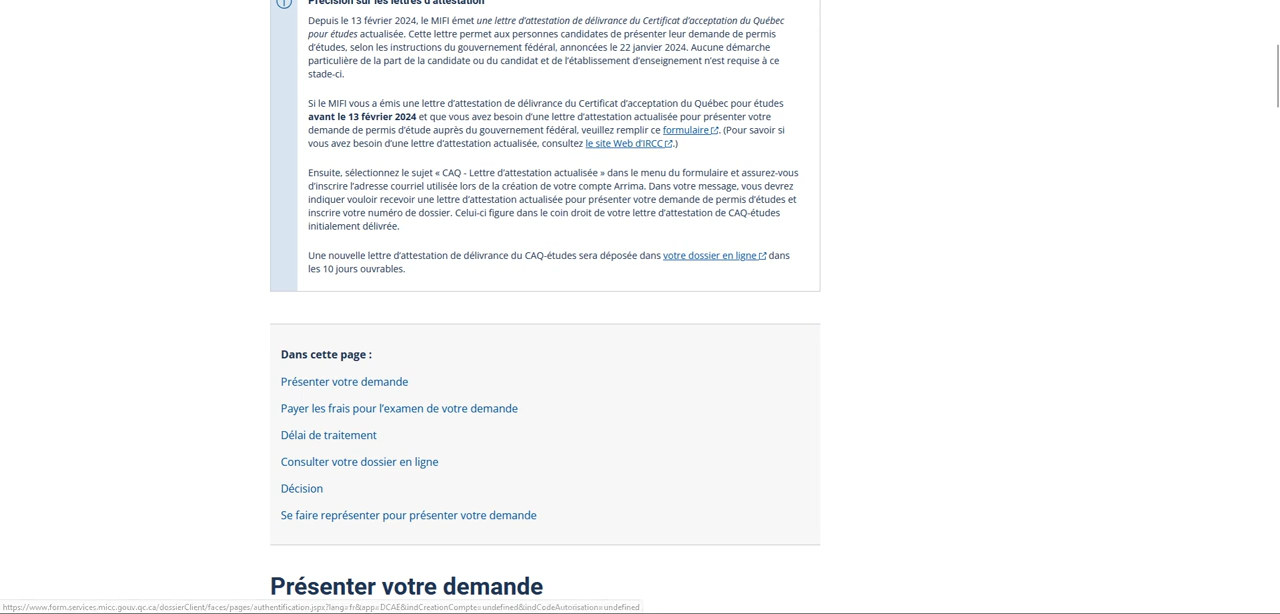 Précision sur les lettres d'attestation
Depuis le 13 février 2024, le MIFI émet une lettre d'attestation de délivrance du Certificat d'acceptation du Québec
pour études actualisée. Cette lettre permet aux personnes candidates de présenter leur demande de permis
d'études, selon les instructions du gouvernement fédéral, annoncées le 22 janvier 2024. Aucune démarche
particulière de la part de la candidate ou du candidat et de l'établissement d'enseignement n'est requise à ce
stade-ci.
Si le MIFI vous a émis une lettre d'attestation de délivrance du Certificat d'acceptation du Québec pour études
avant le 13 février 2024 et que vous avez besoin d'une lettre d'attestation actualisée pour présenter votre
demande de permis d'étude auprès du gouvernement fédéral, veuillez remplir ce formulaire. (Pour savoir si
vous avez besoin d'une lettre d'attestation actualisée, consultez le site Web d'IRCC.)
Ensuite, sélectionnez le sujet « CAQ - Lettre d'attestation actualisée » dans le menu du formulaire et assurez-vous
d'inscrire l'adresse courriel utilisée lors de la création de votre compte Arrima. Dans votre message, vous devrez
indiquer vouloir recevoir une lettre d'attestation actualisée pour présenter votre demande de permis d'études et
inscrire votre numéro de dossier. Celui-ci figure dans le coin droit de votre lettre d'attestation de CAQ-études
initialement délivrée.
Une nouvelle lettre d'attestation de délivrance du CAQ-études sera déposée dans votre dossier en ligne dans
les 10 jours ouvrables.
Dans cette page :
Présenter votre demande
Payer les frais pour l'examen de votre demande
Délai de traitement
Consulter votre dossier en ligne
Décision
Se faire représenter pour présenter votre demande
Présenter votre demande
https://www.form.services.micc.gouv.qc.ca/dossierClient/faces/pages/authentification.jspx?lang=fr&app=DCAE&indCreationCompte=undefined&indCodeAutorisation=undefined